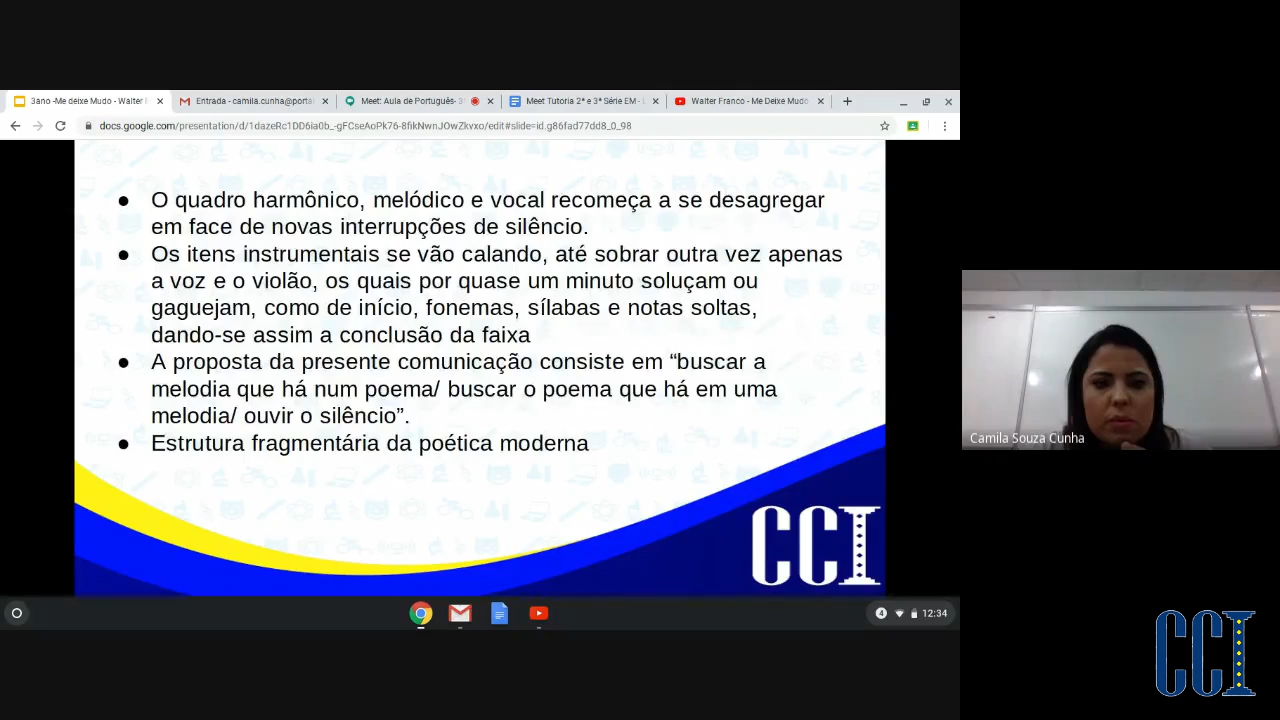 3ano -Me deixe Mudo - Walter
Entrada - camila.cunha@porta
Meet: Aula de Português- 3
Meet Tutoria 2ª e 3ª Série EM -
Walter Franco - Me Deixe Mudo
docs.google.com/presentation/d/1dazeRc1DD6ia0b_-gFCseAoPk76-8fikNwnJOwZkvxo/edit#slide=id.g86fad77dd8_0_98
● O quadro harmônico, melódico e vocal recomeça a se desagregar
em face de novas interrupções de silêncio.
● Os itens instrumentais se vão calando, até sobrar outra vez apenas
a voz e o violão, os quais por quase um minuto soluçam ou
gaguejam, como de início, fonemas, sílabas e notas soltas,
dando-se assim a conclusão da faixa
● A proposta da presente comunicação consiste em “buscar a
melodia que há num poema/ buscar o poema que há em uma
melodia/ ouvir o silêncio”.
● Estrutura fragmentária da poética moderna
CCI
Camila Souza Cunha
4
12:34
CCI